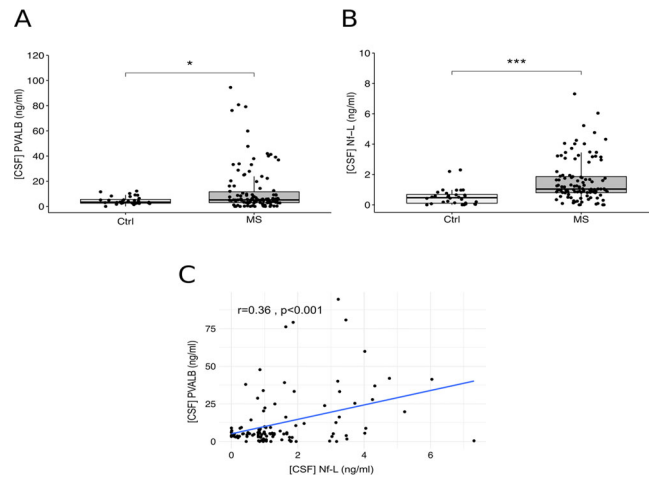 A
120
100
80
60
40
20
0
[CSF] PVALB (ng/ml)
*
Ctrl
MS
B
10
8
6
4
2
0
[CSF] Nf−L (ng/ml)
***
Ctrl
MS
C
r=0.36 , p<0.001
75
50
25
0
[CSF] PVALB (ng/ml)
0
2
4
6
[CSF] Nf-L (ng/ml)